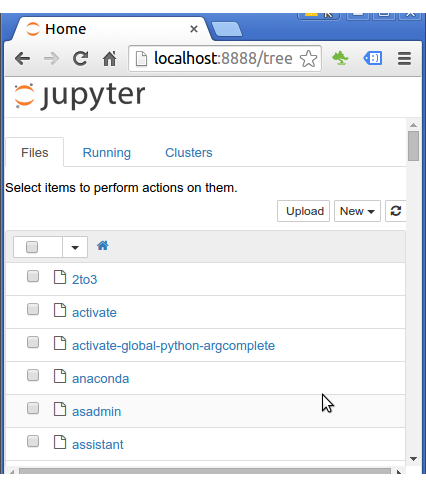 Home
localhost:8888/tree
jupyter
Files Running Clusters
Select items to perform actions on them.
Upload New
2to3
activate
activate-global-python-argcomplete
anaconda
asadmin
assistant